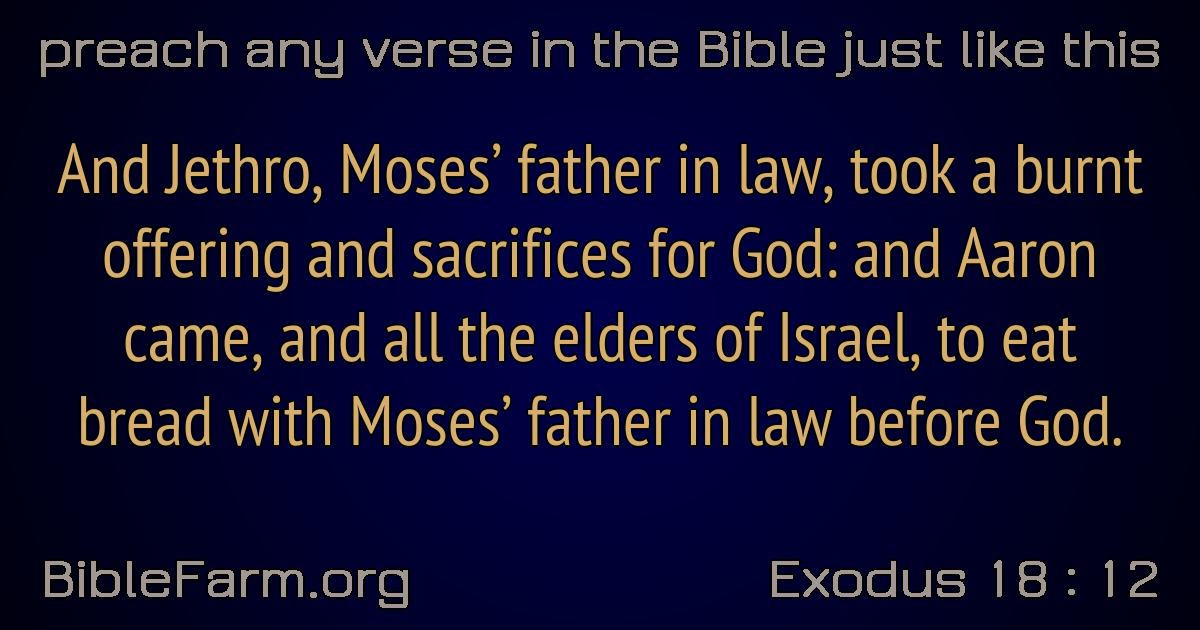 preach any verse in the Bible just like this
And Jethro, Moses’ father in law, took a burnt
offering and sacrifices for God: and Aaron
came, and all the elders of Israel, to eat
bread with Moses’ father in law before God.
BibleFarm.org
Exodus 18 : 12